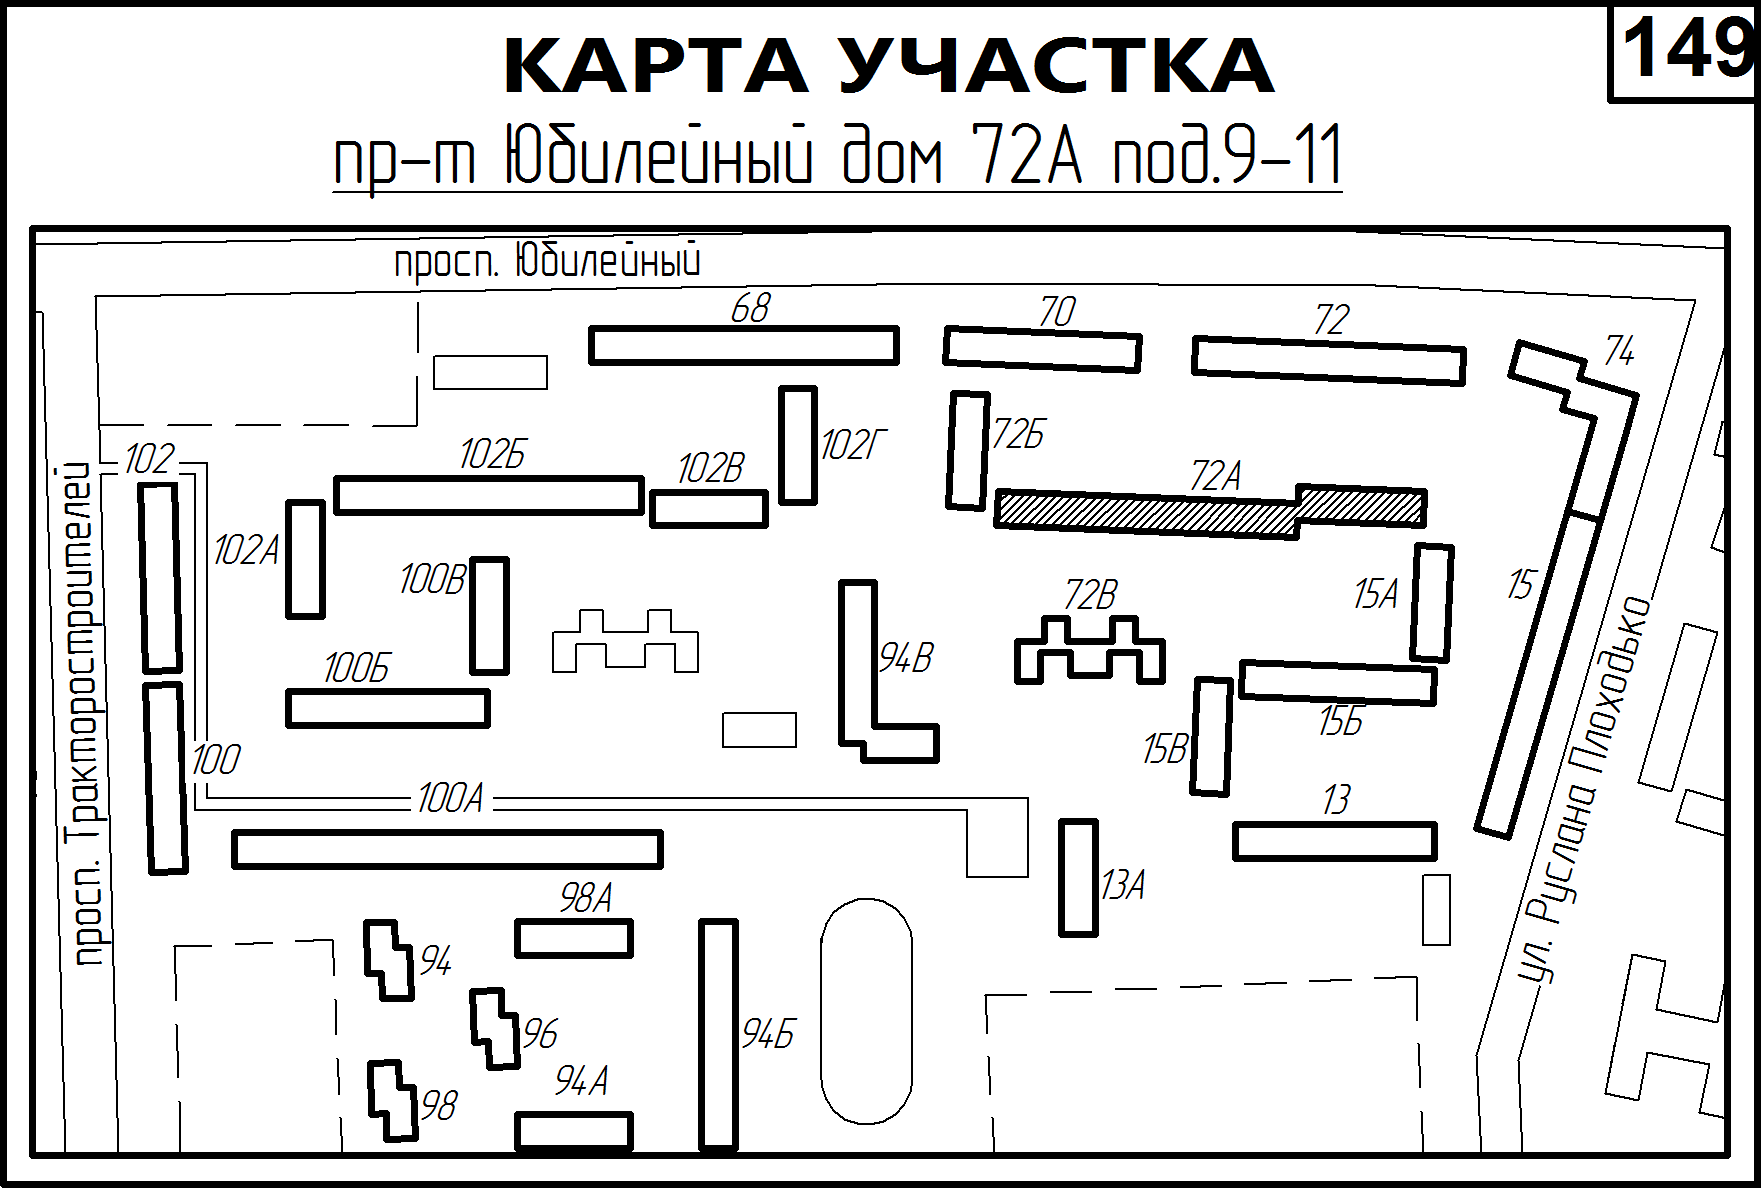 149
КАРТА УЧАСТКА
пр-т Юбилейный дом 72А под.9-11
просп. Юбилейный
68
70
72
74
102
102Б
102В
102Г
72Б
72А
102А
100В
72В
15А
15
100Б
94В
15Б
100
15В
100А
13
просп. Тракторостроителей
ул. Руслана Плоходько
98А
13А
94
96
94Б
94А
98